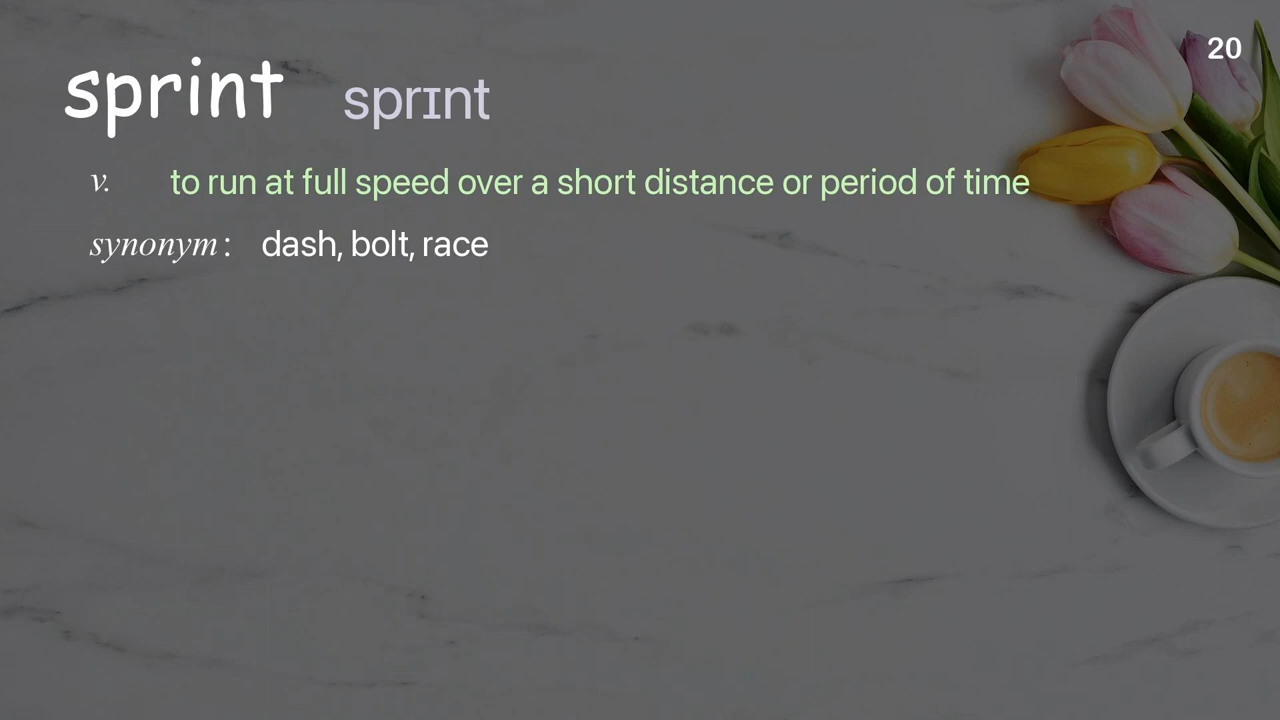 20
sprint sprɪnt
v. to run at full speed over a short distance or period of time
synonym: dash, bolt, race